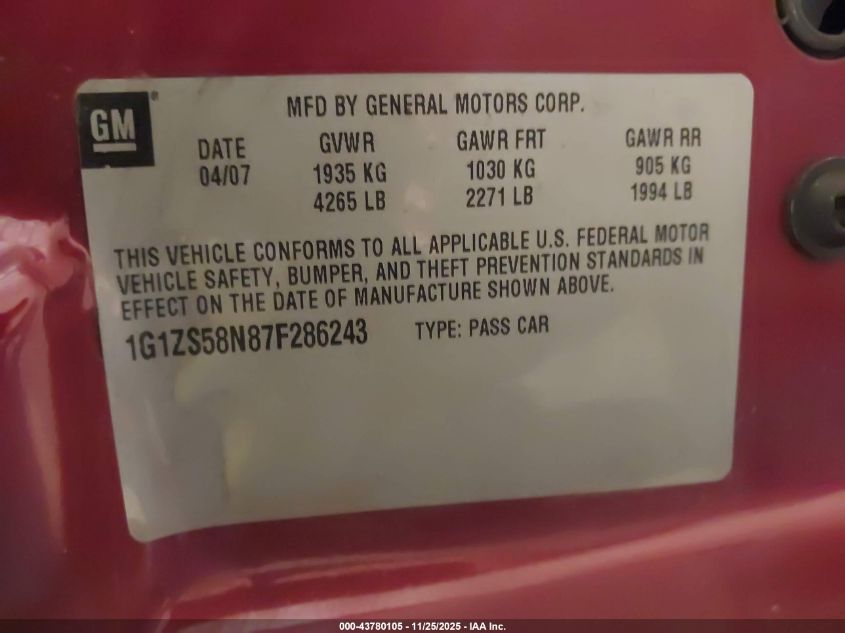 GM®
MFD BY GENERAL MOTORS CORP.
DATE GVWR GAWR FRT GAWR RR
04/07 1935 KG 1030 KG 905 KG
4265 LB 2271 LB 1994 LB
THIS VEHICLE CONFORMS TO ALL APPLICABLE U.S. FEDERAL MOTOR
VEHICLE SAFETY, BUMPER, AND THEFT PREVENTION STANDARDS IN
EFFECT ON THE DATE OF MANUFACTURE SHOWN ABOVE.
1G1ZS58N87F286243 TYPE: PASS CAR
000-43780105 - 11/25/2025 - IAA Inc.